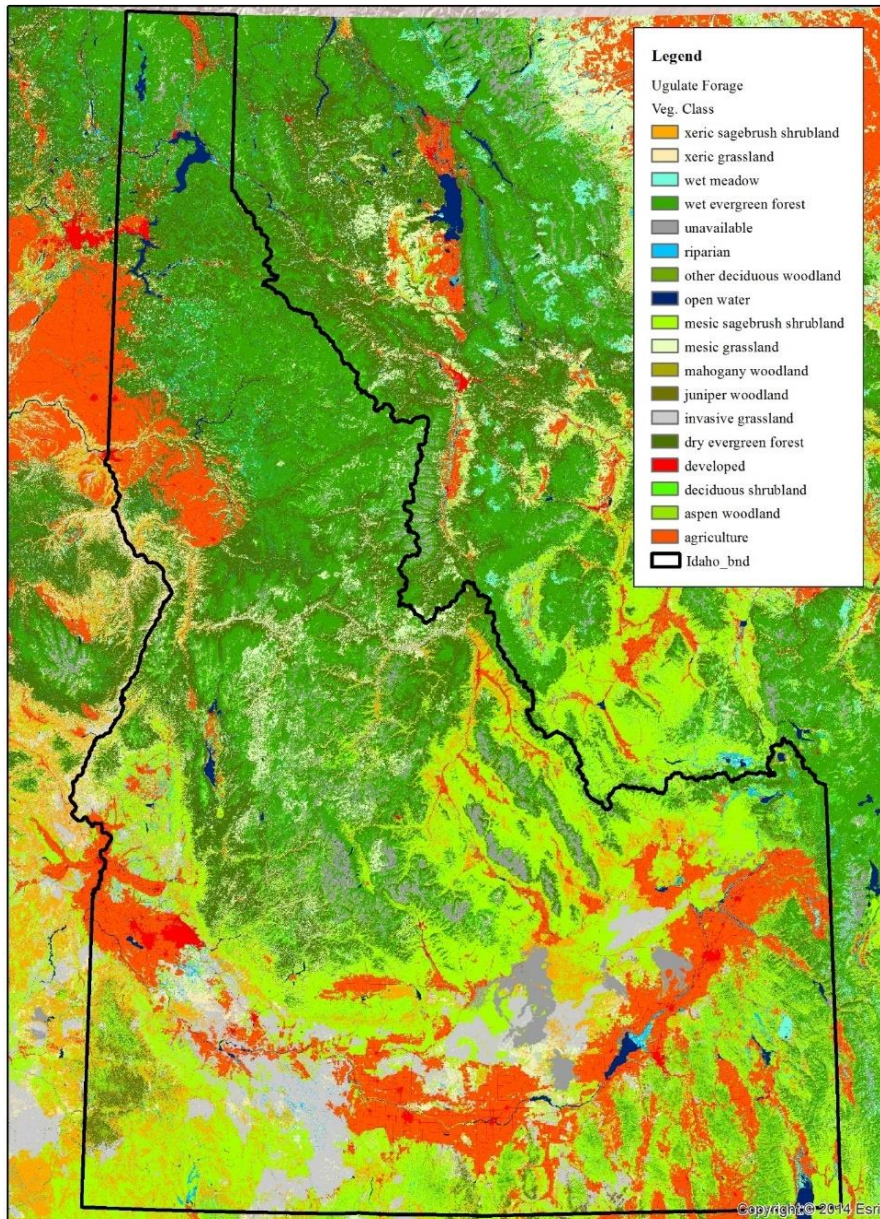 Legend
Ugulate Forage
Veg. Class
xeric sagebrush shrubland
xeric grassland
wet meadow
wet evergreen forest
unavailable
riparian
other deciduous woodland
open water
mesic sagebrush shrubland
mesic grassland
mahogany woodland
juniper woodland
invasive grassland
dry evergreen forest
developed
deciduous shrubland
aspen woodland
agriculture
Idaho_bnd
Copyright:© 2014 Esri